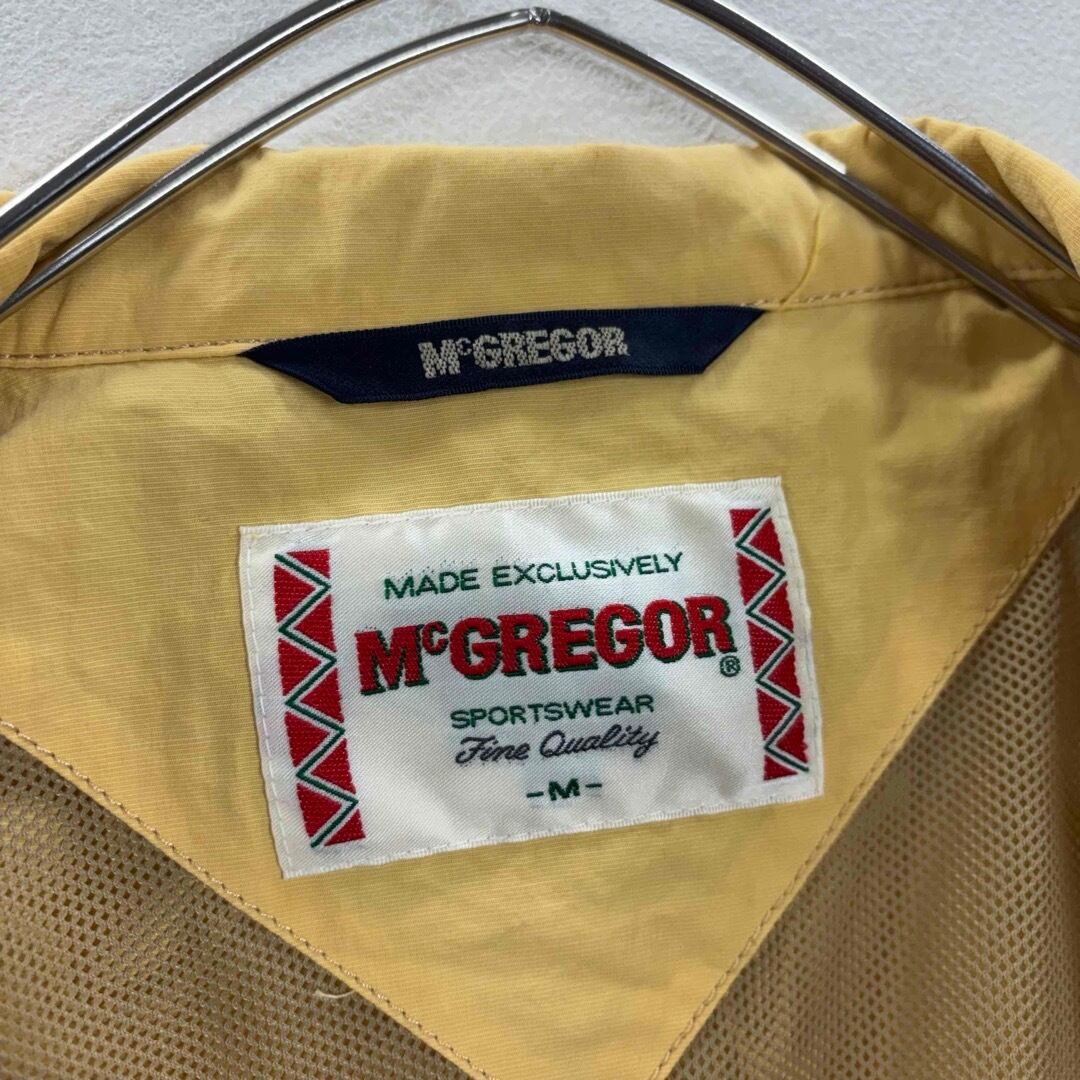 McGREGOR
MADE EXCLUSIVELY
McGREGOR®
SPORTSWEAR
Fine Quality
-M-